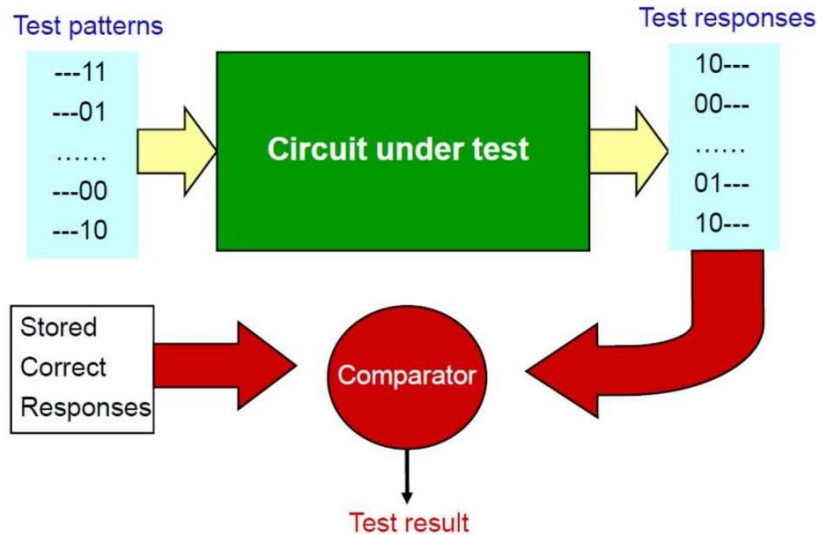 Test patterns
---11
---01
......
---00
---10
Circuit under test
Test responses
10---
00---
......
01---
10---
Stored
Correct
Responses
Comparator
Test result